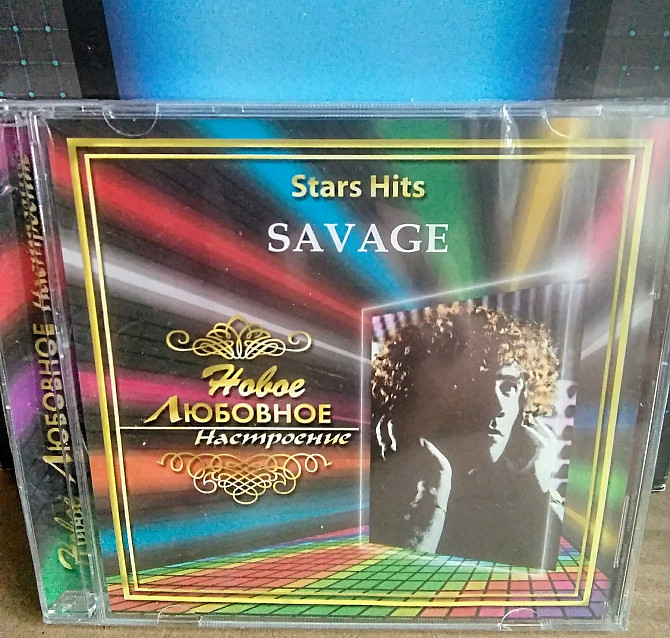 Stars Hits
SAVAGE
Новое
ЛЮБОВНОЕ
Настроение
Новое ЛЮБОВНОЕ Настроение